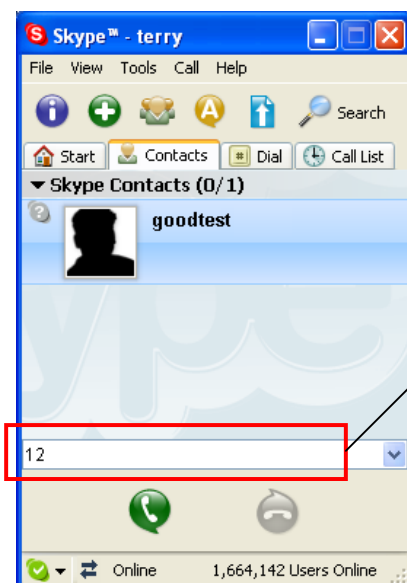 Skype™ - terry
File View Tools Call Help
Search
Start Contacts # Dial Call List
Skype Contacts (0/1)
goodtest
12
Online 1,664,142 Users Online